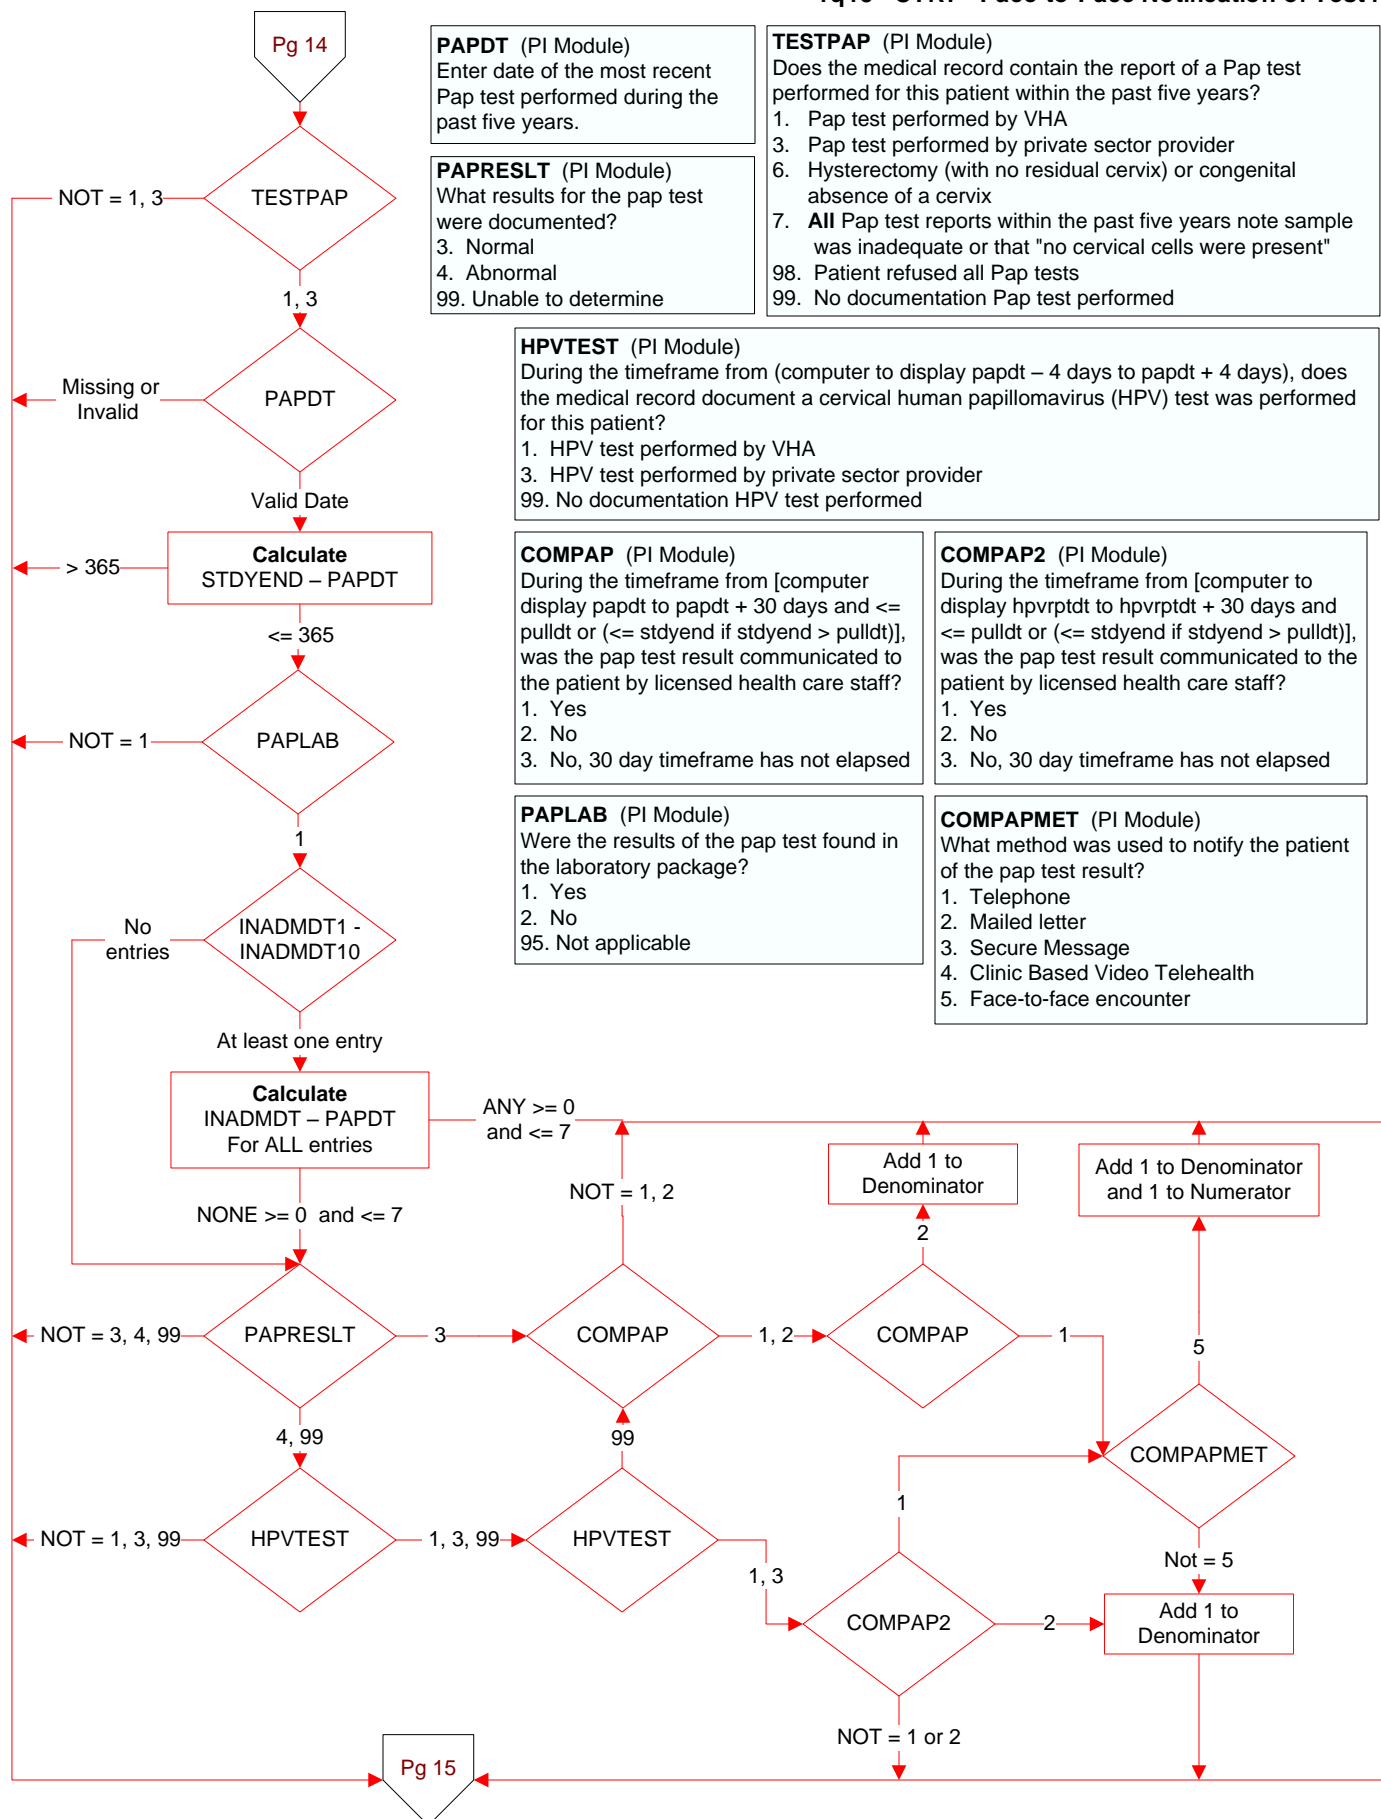 Pg 14
PAPDT (PI Module)
Enter date of the most recent
Pap test performed during the
past five years.
TESTPAP (PI Module)
Does the medical record contain the report of a Pap test
performed for this patient within the past five years?
1. Pap test performed by VHA
3. Pap test performed by private sector provider
6. Hysterectomy (with no residual cervix) or congenital
absence of a cervix
7. All Pap test reports within the past five years note sample
was inadequate or that "no cervical cells were present"
98. Patient refused all Pap tests
99. No documentation Pap test performed
PAPRESLT (PI Module)
What results for the pap test
were documented?
3. Normal
4. Abnormal
99. Unable to determine
NOT = 1, 3
TESTPAP
1, 3
HPVTEST (PI Module)
During the timeframe from (computer to display papdt – 4 days to papdt + 4 days), does
the medical record document a cervical human papillomavirus (HPV) test was performed
for this patient?
1. HPV test performed by VHA
3. HPV test performed by private sector provider
99. No documentation HPV test performed
Missing or
Invalid
PAPDT
Valid Date
Calculate
STDYEND – PAPDT
> 365
<= 365
COMPAP (PI Module)
During the timeframe from [computer
display papdt to papdt + 30 days and <=
pulldt or (<= stdyend if stdyend > pulldt)],
was the pap test result communicated to
the patient by licensed health care staff?
1. Yes
2. No
3. No, 30 day timeframe has not elapsed
COMPAP2 (PI Module)
During the timeframe from [computer to
display hpvrptdt to hpvrptdt + 30 days and
<= pulldt or (<= stdyend if stdyend > pulldt)],
was the pap test result communicated to the
patient by licensed health care staff?
1. Yes
2. No
3. No, 30 day timeframe has not elapsed
NOT = 1
PAPLAB
1
PAPLAB (PI Module)
Were the results of the pap test found in
the laboratory package?
1. Yes
2. No
95. Not applicable
COMPAPMET (PI Module)
What method was used to notify the patient
of the pap test result?
1. Telephone
2. Mailed letter
3. Secure Message
4. Clinic Based Video Telehealth
5. Face-to-face encounter
No
entries
INADMDT1 -
INADMDT10
At least one entry
Calculate
INADMDT – PAPDT
For ALL entries
ANY >= 0
and <= 7
NONE >= 0 and <= 7
NOT = 1, 2
Add 1 to
Denominator
Add 1 to Denominator
and 1 to Numerator
2
5
NOT = 3, 4, 99
PAPRESLT
3
COMPAP
1, 2
COMPAP
1
4, 99
99
COMPAPMET
1
NOT = 1, 3, 99
HPVTEST
1, 3, 99
HPVTEST
1, 3
Not = 5
COMPAP2
2
Add 1 to
Denominator
NOT = 1 or 2
Pg 15